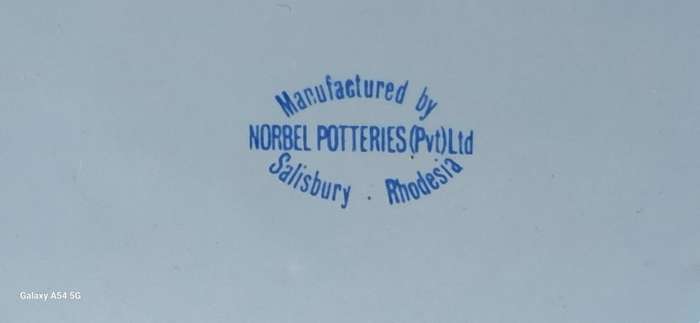 Manufactured by
NORBEL POTTERIES (Pvt) Ltd
Salisbury . Rhodesia
Galaxy A54 5G